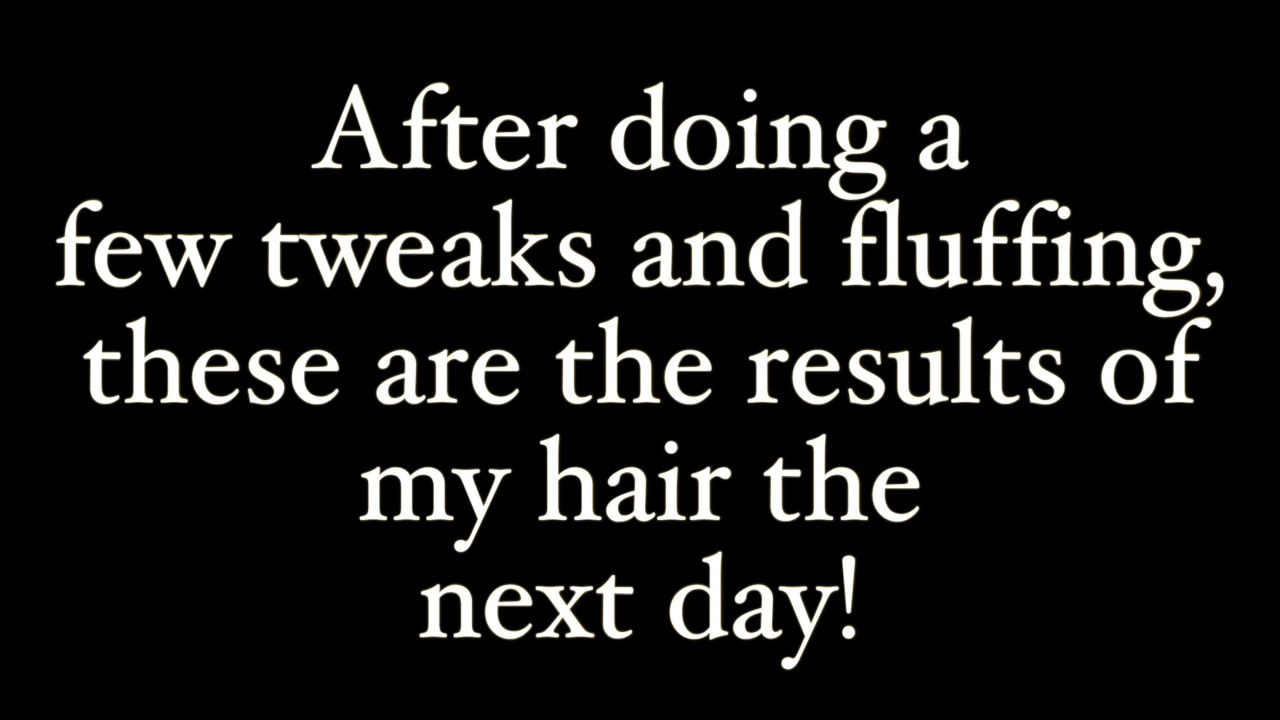 After doing a
few tweaks and fluffing,
these are the results of
my hair the
next day!